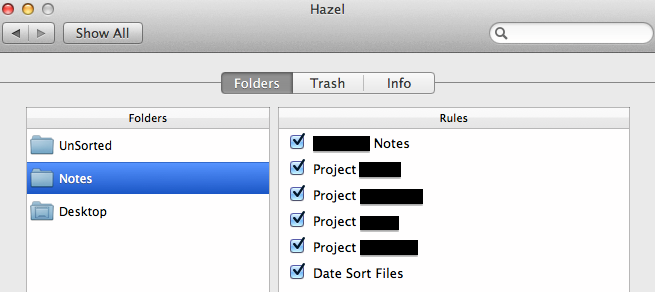 Hazel
Show All
Folders Trash Info
Folders
UnSorted
Notes
Desktop
Rules
Notes
Project
Project
Project
Project
Date Sort Files